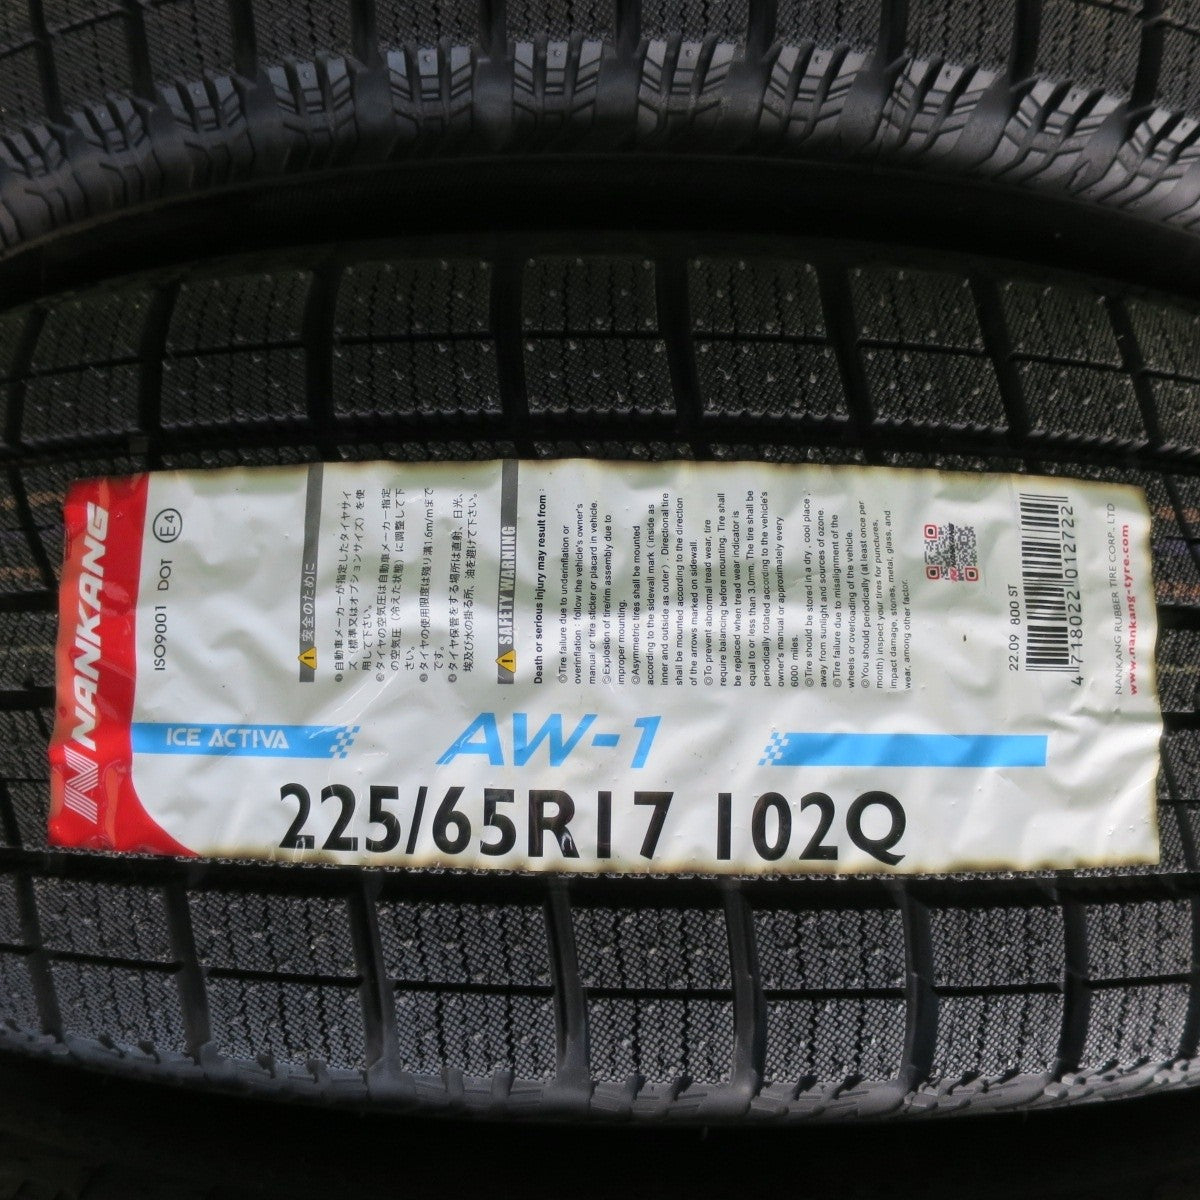 NANKANG
ISO9001 DOT
E4
安全のために
❶ 自動車メーカーが指定したタイヤサイ
ズ (標準又はオプションサイズ) を使
用して下さい。
❷ タイヤの空気圧は自動車メーカー指定
の空気圧 (冷えた状態) に調整して下
さい。
❸ タイヤの使用限度は残り溝1.6m/mまで
です。
❹ タイヤ保管をする場所は直射、日光、
埃及び水の掛る所、油を避けて下さい。
SAFETY WARNING
Death or serious injury may result from :
◎Tire failure due to underinflation or
overinflation : follow the vehicle's owner's
manual or tire sticker or placard in vehicle.
◎Explosion of tire/rim assembly due to
improper mounting.
◎Asymmetric tires shall be mounted
according to the sidewall mark (inside as
inner and outside as outer) . Directional tire
shall be mounted according to the direction
of the arrows marked on sidewall.
◎To prevent abnormal tread wear, tire
require balancing before mounting. Tire shall
be replaced when tread wear indicator is
equal to or less than 3.0mm. The tire shall be
periodically rotated according to the vehicle's
owner's manual or approximately every
6000 miles.
◎Tire should be stored in a dry , cool place ,
away from sunlight and sources of ozone.
◎Tire failure due to misalignment of the
wheels or overloading of the vehicle.
◎You should periodically (at least once per
month) inspect your tires for punctures,
impact damage, stones, metal, glass, and
wear, among other factor.
22.09 800 ST
4718022012722
NANKANG RUBBER TIRE CORP. LTD
www.nankang-tyre.com
ICE ACTIVA
AW-1
225/65R17 102Q